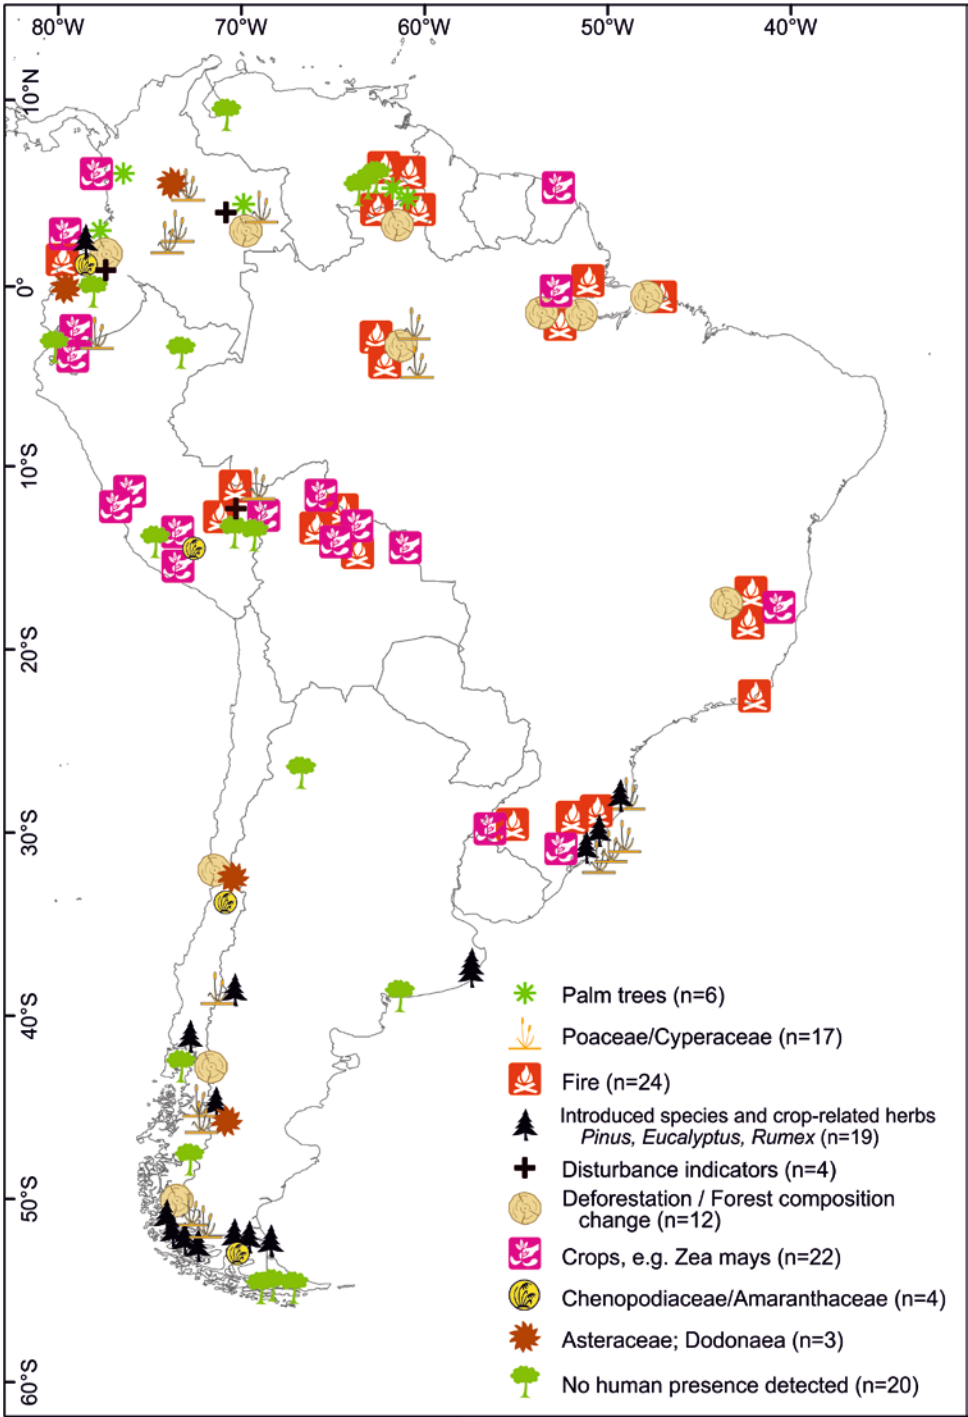 80°W 70°W 60°W 50°W 40°W
10°N
0°
10°S
20°S
30°S
40°S
50°S
60°S
Palm trees (n=6)
Poaceae/Cyperaceae (n=17)
Fire (n=24)
Introduced species and crop-related herbs
Pinus, Eucalyptus, Rumex (n=19)
Disturbance indicators (n=4)
Deforestation / Forest composition
change (n=12)
Crops, e.g. Zea mays (n=22)
Chenopodiaceae/Amaranthaceae (n=4)
Asteraceae; Dodonaea (n=3)
No human presence detected (n=20)